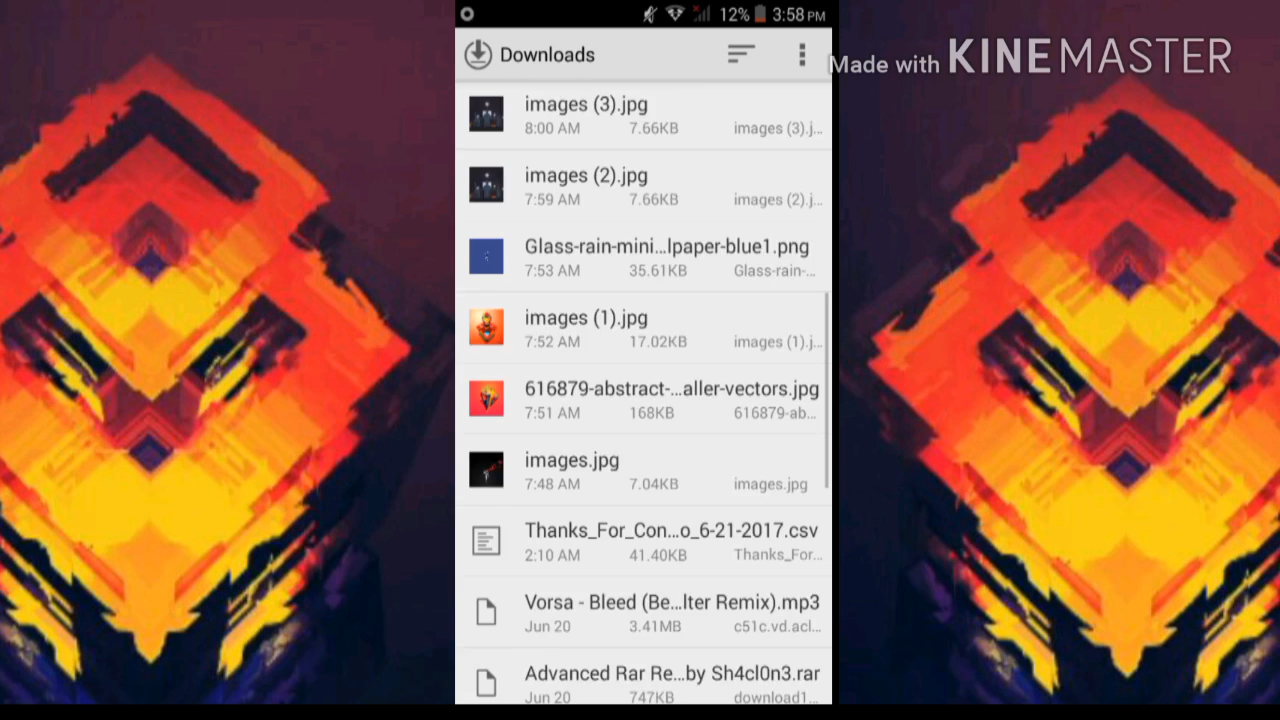 12% 3:58 PM
Downloads
Made with KINEMASTER
images (3).jpg
8:00 AM 7.66KB images (3).j...
images (2).jpg
7:59 AM 7.66KB images (2).j...
Glass-rain-mini...lpaper-blue1.png
7:53 AM 35.61KB Glass-rain-...
images (1).jpg
7:52 AM 17.02KB images (1).j...
616879-abstract-...aller-vectors.jpg
7:51 AM 168KB 616879-ab...
images.jpg
7:48 AM 7.04KB images.jpg
Thanks_For_Con...o_6-21-2017.csv
2:10 AM 41.40KB Thanks_For...
Vorsa - Bleed (Be...lter Remix).mp3
Jun 20 3.41MB c51c.vd.acl...
Advanced Rar Re...by Sh4cl0n3.rar
Jun 20 747KB download1...